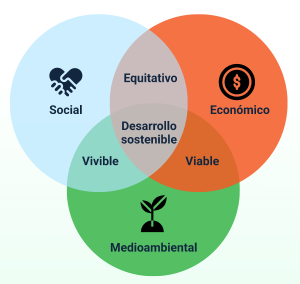 Equitativo
Social
Económico
Desarrollo
sostenible
Vivible
Viable
Medioambiental